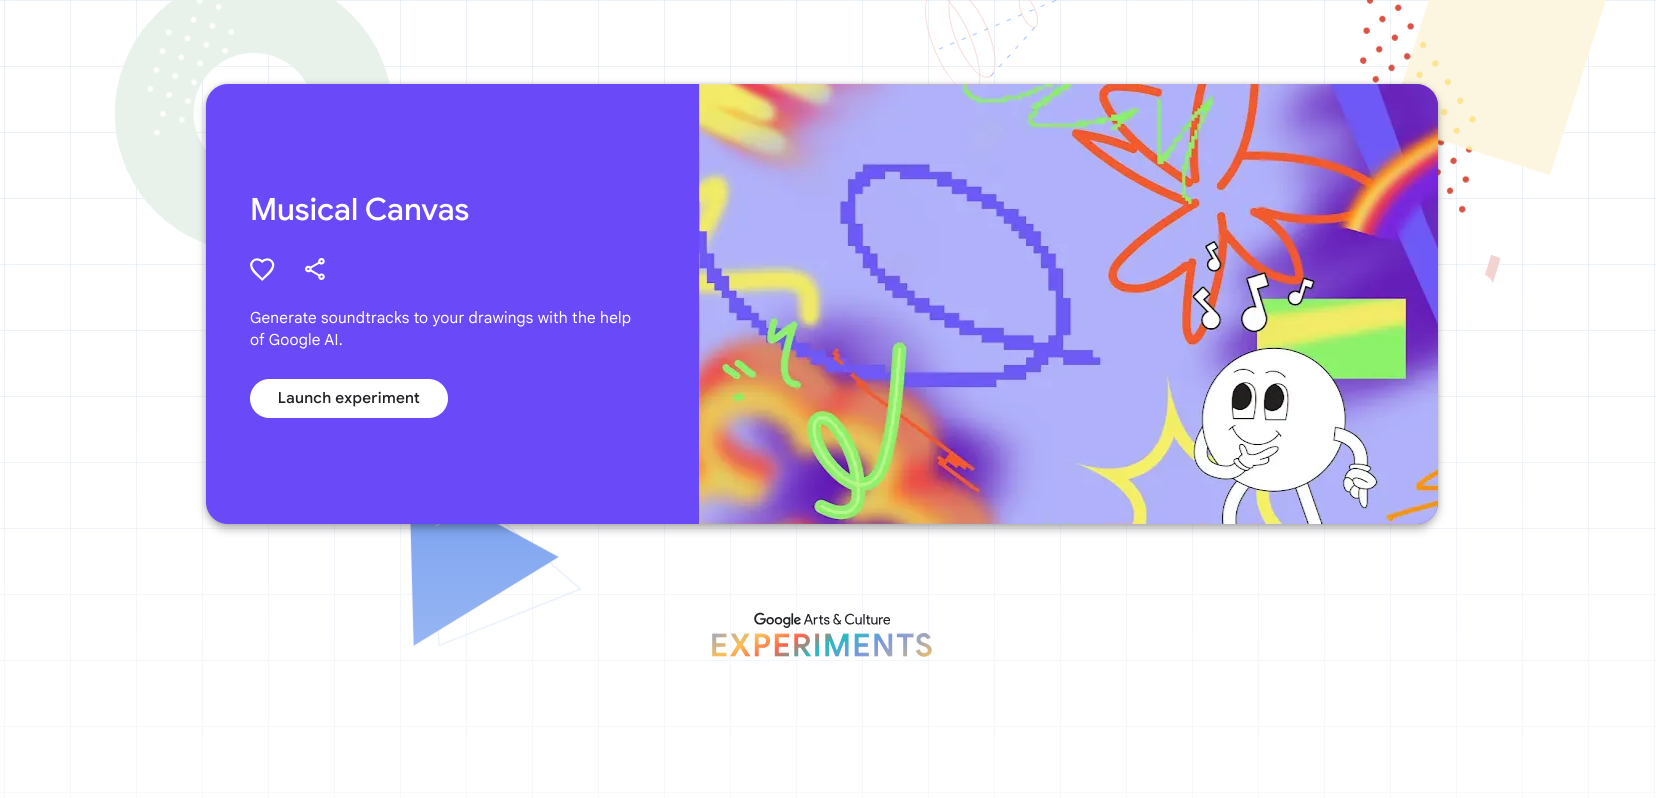 Musical Canvas
Generate soundtracks to your drawings with the help
of Google AI.
Launch experiment
Google Arts & Culture
EXPERIMENTS